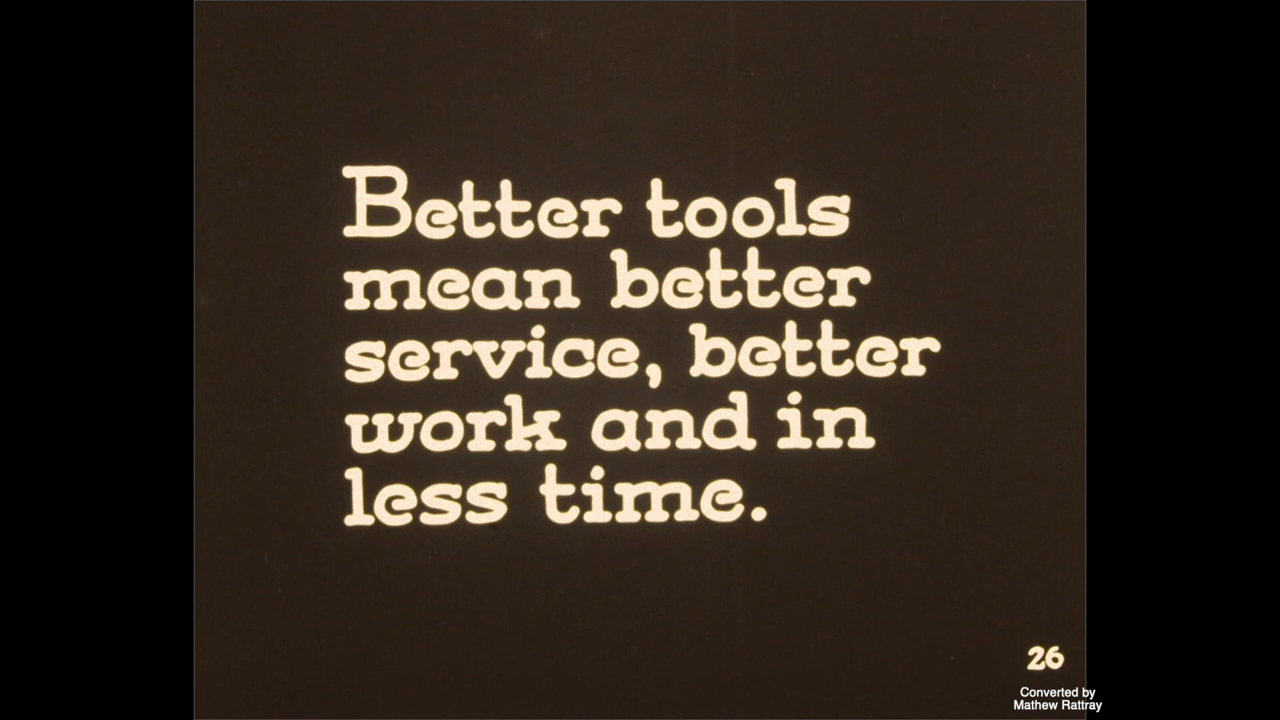 Better tools
mean better
service, better
work and in
less time.
26
Converted by
Mathew Rattray